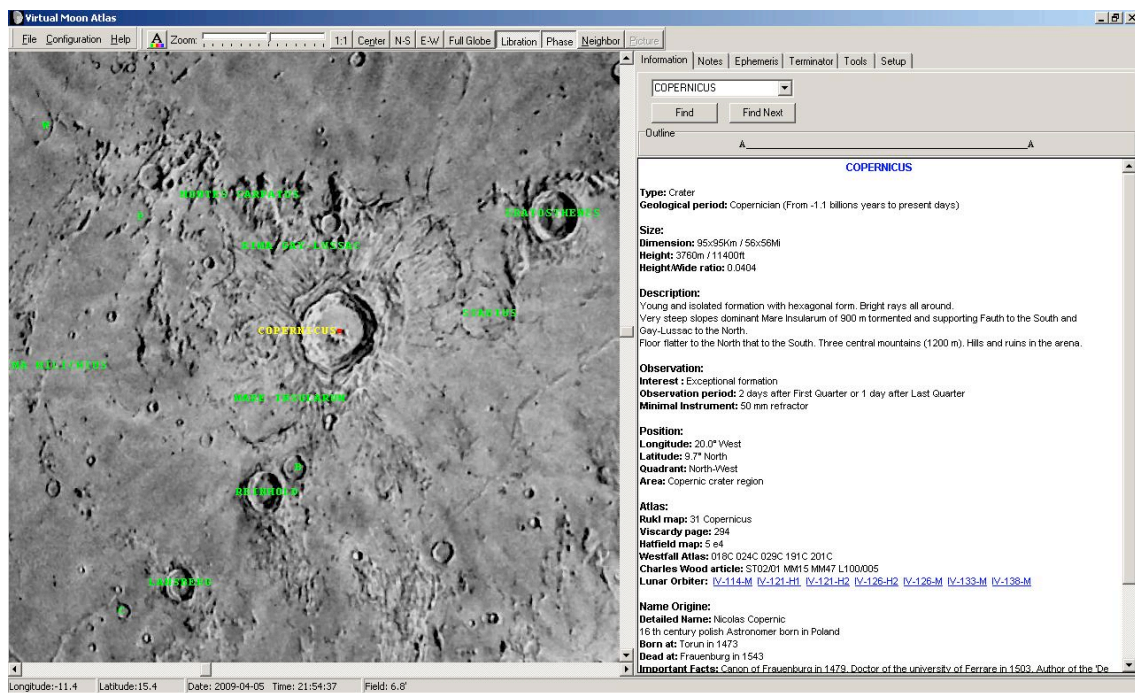 Virtual Moon Atlas
File Configuration Help A Zoom: 1:1 Center N-S E-W Full Globe Libration Phase Neighbor Picture
Information Notes Ephemeris Terminator Tools Setup
COPERNICUS
Find Find Next
Outline
A A
COPERNICUS
Type: Crater
Geological period: Copernician (From -1.1 billions years to present days)
Size:
Dimension: 95x95Km / 56x56Mi
Height: 3760m / 11400ft
Height/Wide ratio: 0.0404
Description:
Young and isolated formation with hexagonal form. Bright rays all around.
Very steep slopes dominant Mare Insularum of 900 m tormented and supporting Fauth to the South and
Gay-Lussac to the North.
Floor flatter to the North that to the South. Three central mountains (1200 m). Hills and ruins in the arena.
Observation:
Interest : Exceptional formation
Observation period: 2 days after First Quarter or 1 day after Last Quarter
Minimal Instrument: 50 mm refractor
Position:
Longitude: 20.0° West
Latitude: 9.7° North
Quadrant: North-West
Area: Copernic crater region
Atlas:
Rukl map: 31 Copernicus
Viscardy page: 294
Hatfield map: 5 e4
Westfall Atlas: 018C 024C 029C 191C 201C
Charles Wood article: ST02/01 MM15 MM47 L100/005
Lunar Orbiter: IV-114-M IV-121-H1 IV-121-H2 IV-126-H2 IV-126-M IV-133-M IV-138-M
Name Origine:
Detailed Name: Nicolas Copernic
16 th century polish Astronomer born in Poland
Born at: Torun in 1473
Dead at: Frauenburg in 1543
Important Facts: Canon of Frauenburg in 1479. Doctor of the university of Ferrare in 1503. Author of the 'De
MONTES CARPATUS
ERATOSTHENES
RIMA GAY-LUSSAC
STADIUS
COPERNICUS
MARE INSULARUM
B
REINHOLD
LANSBERG
Longitude:-11.4 Latitude:15.4 Date: 2009-04-05 Time: 21:54:37 Field: 6.8'